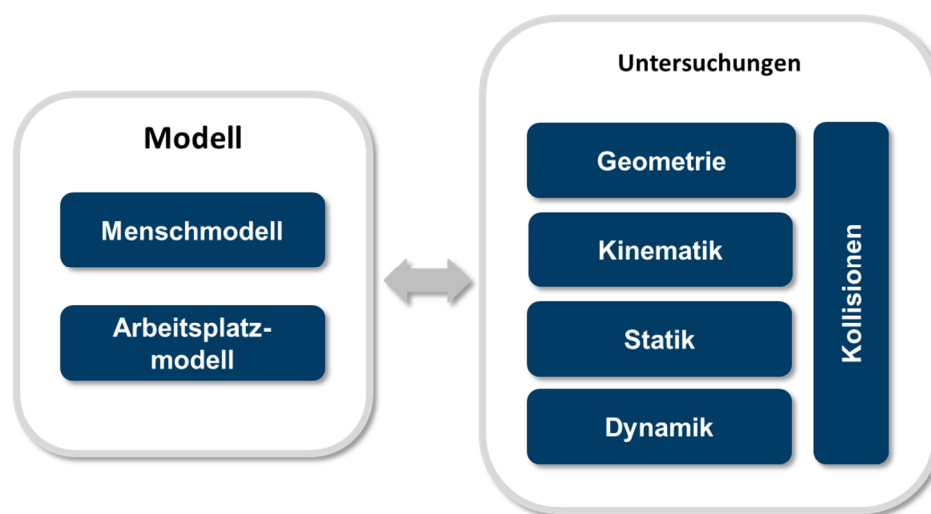 Modell
Menschmodell
Arbeitsplatz-
modell
Untersuchungen
Geometrie
Kinematik
Statik
Dynamik
Kollisionen